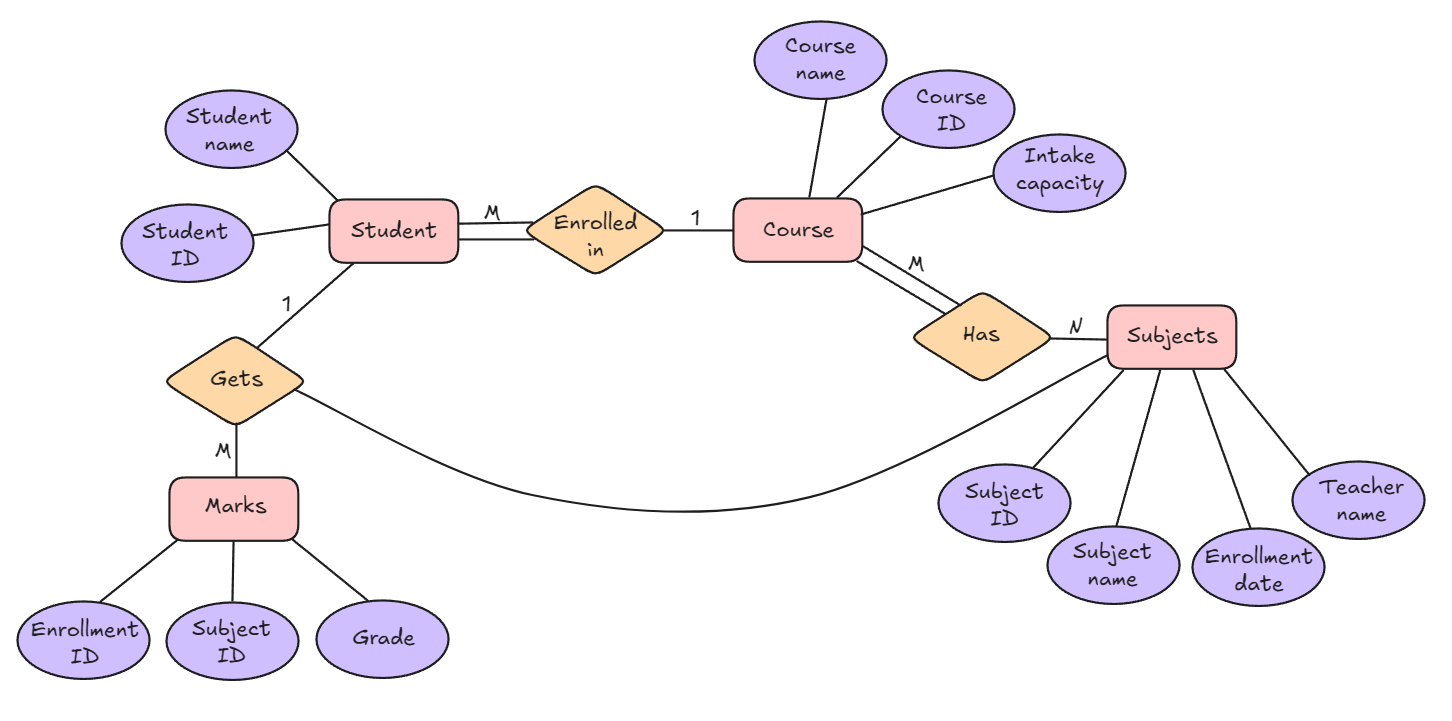 Course
name
Course
ID
Student
name
Intake
capacity
Student
ID
Student
M
Enrolled
in
1
Course
M
1
Has
N
Subjects
Gets
M
Marks
Subject
ID
Teacher
name
Subject
name
Enrollment
date
Enrollment
ID
Subject
ID
Grade